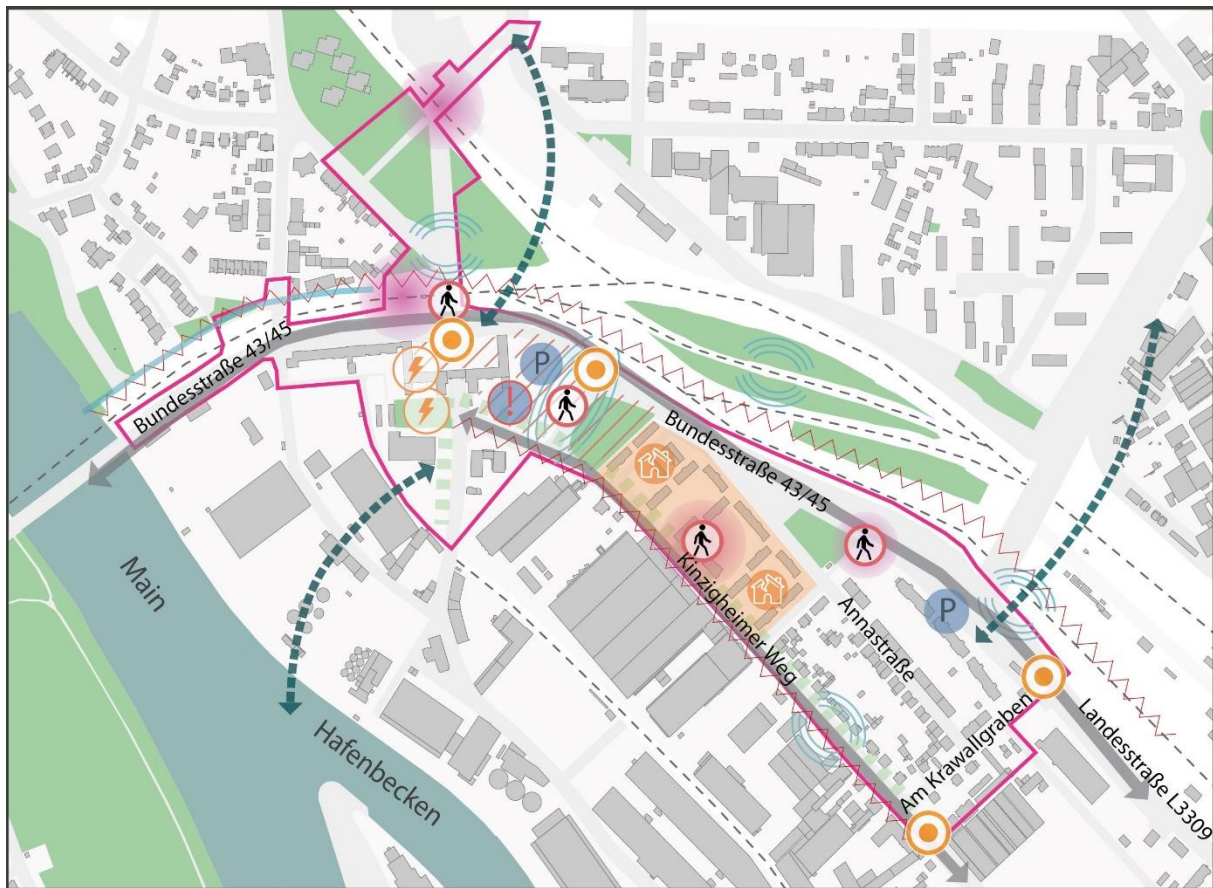 Bundesstraße 43/45
P
!
Bundesstraße 43/45
Main
Kinzigheimer Weg
Annastraße
P
Hafenbecken
Am Krawallgraben
Landesstraße L3309